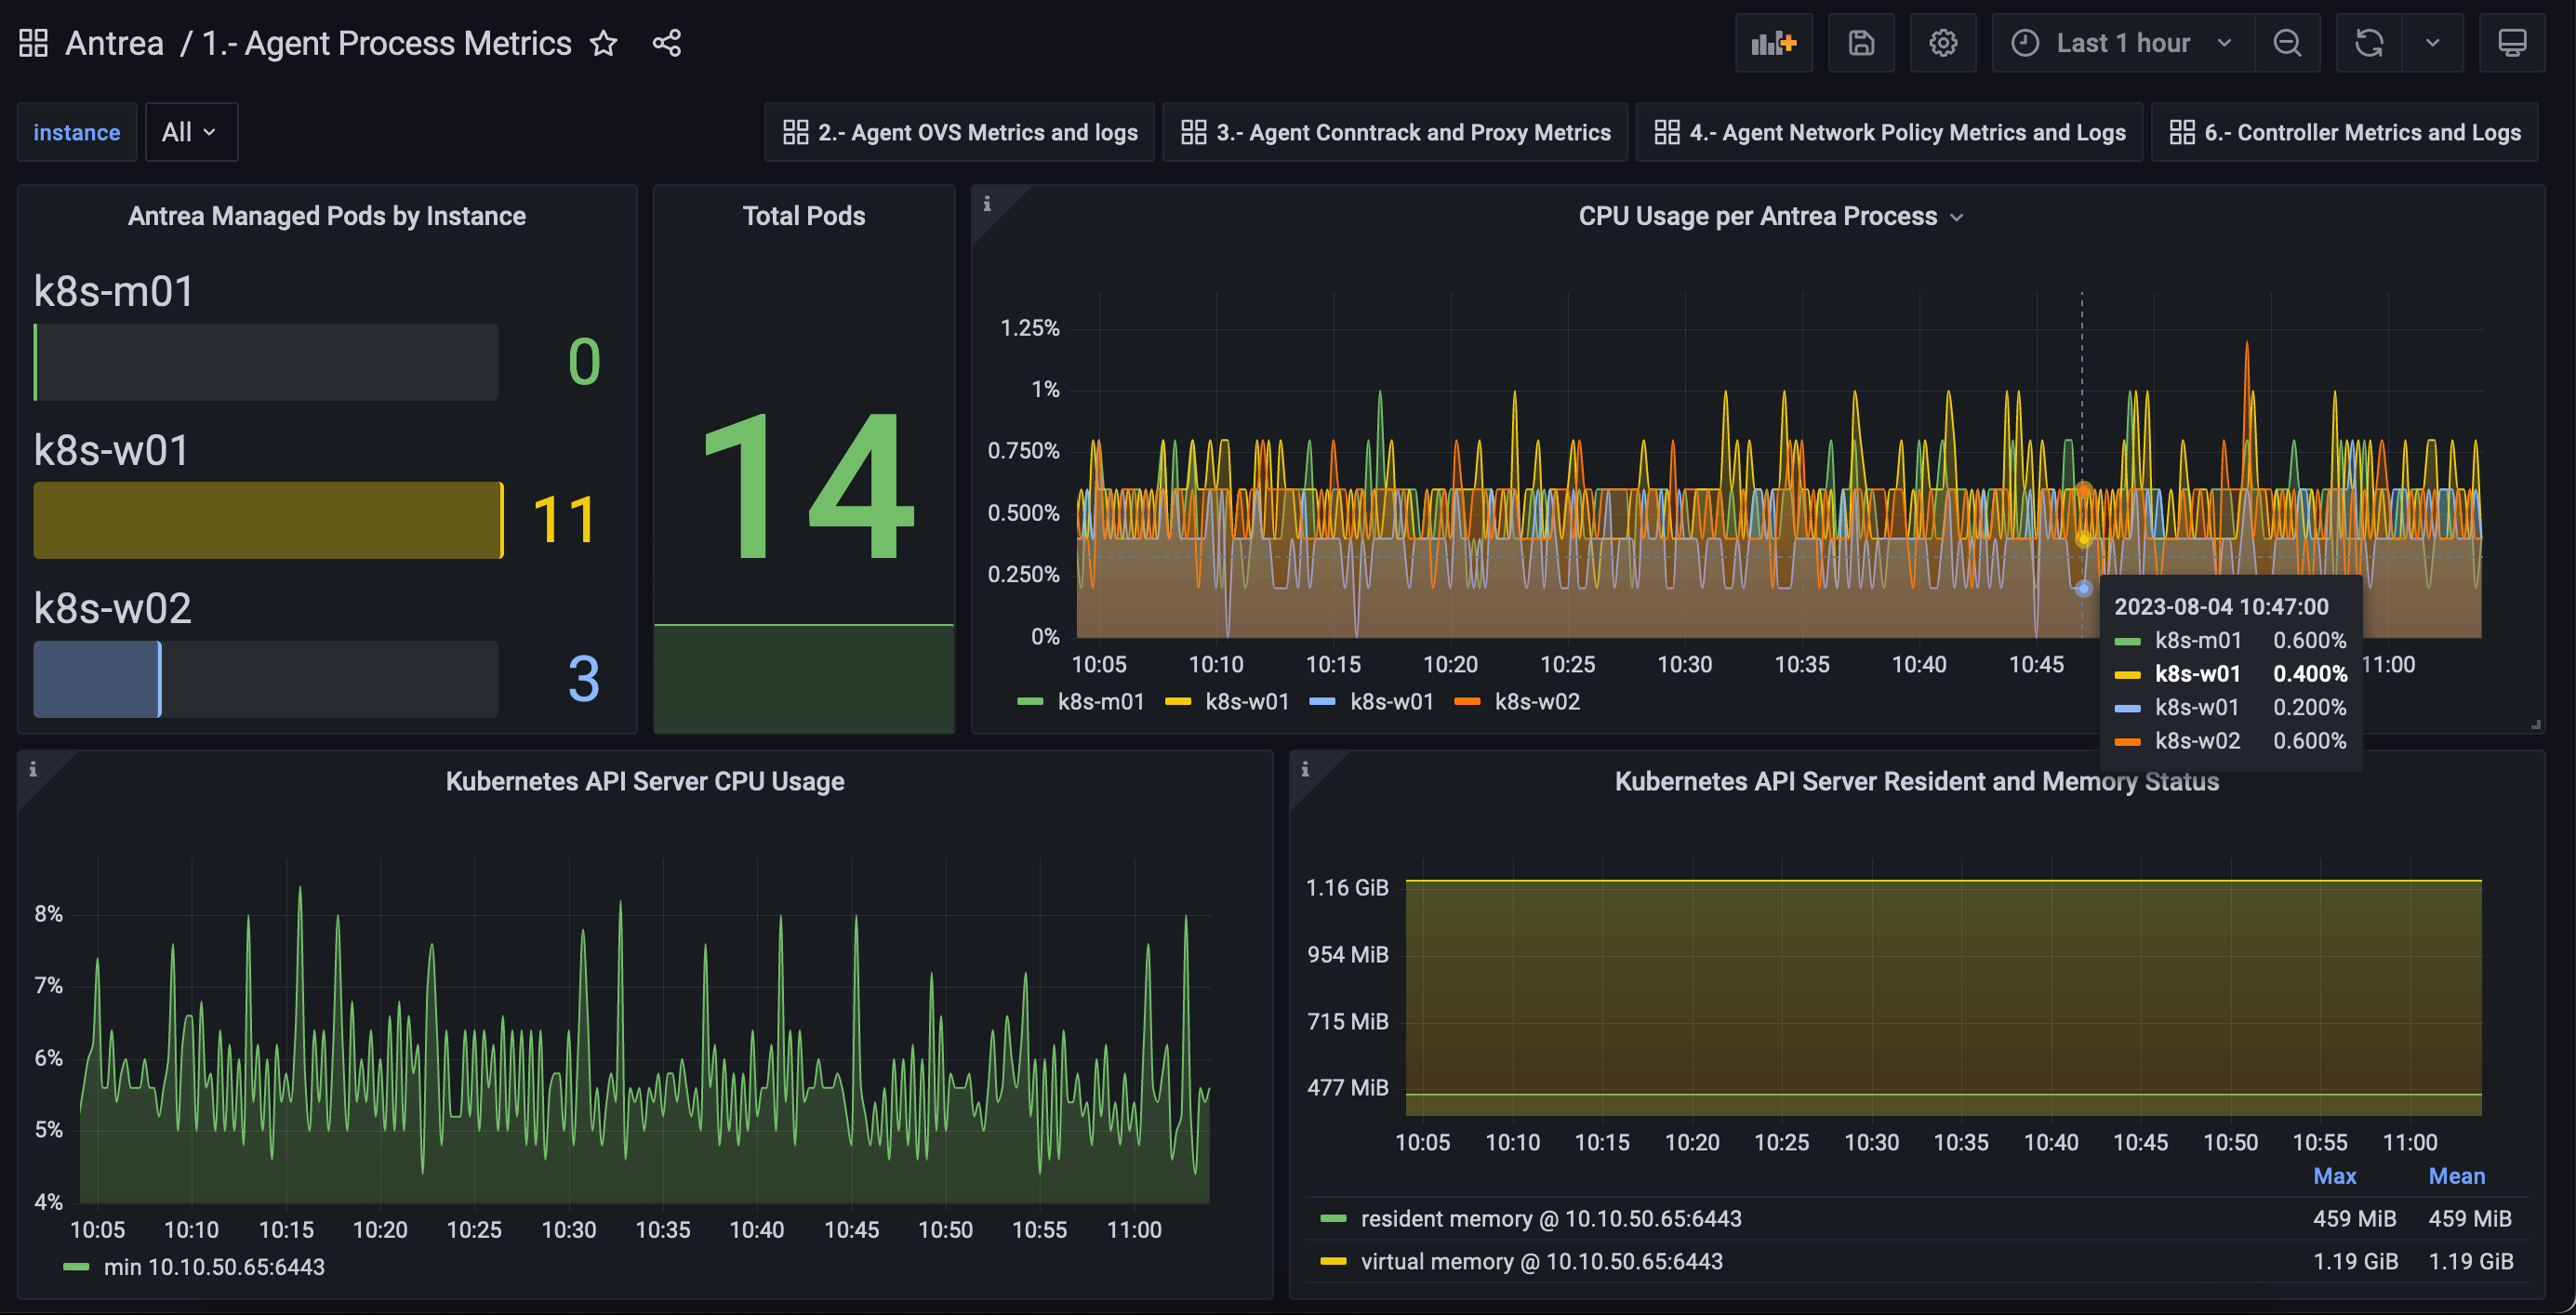 Antrea / 1.- Agent Process Metrics
Last 1 hour
instance All
2.- Agent OVS Metrics and logs
3.- Agent Conntrack and Proxy Metrics
4.- Agent Network Policy Metrics and Logs
6.- Controller Metrics and Logs
Antrea Managed Pods by Instance
k8s-m01
0
k8s-w01
11
k8s-w02
3
Total Pods
14
i
CPU Usage per Antrea Process
1.25%
1%
0.750%
0.500%
0.250%
0%
10:05 10:10 10:15 10:20 10:25 10:30 10:35 10:40 10:45 11:00
k8s-m01 k8s-w01 k8s-w01 k8s-w02
2023-08-04 10:47:00
k8s-m01 0.600%
k8s-w01 0.400%
k8s-w01 0.200%
k8s-w02 0.600%
i
Kubernetes API Server CPU Usage
8%
7%
6%
5%
4%
10:05 10:10 10:15 10:20 10:25 10:30 10:35 10:40 10:45 10:50 10:55 11:00
min 10.10.50.65:6443
i
Kubernetes API Server Resident and Memory Status
1.16 GiB
954 MiB
715 MiB
477 MiB
10:05 10:10 10:15 10:20 10:25 10:30 10:35 10:40 10:45 10:50 10:55 11:00
Max Mean
resident memory @ 10.10.50.65:6443 459 MiB 459 MiB
virtual memory @ 10.10.50.65:6443 1.19 GiB 1.19 GiB